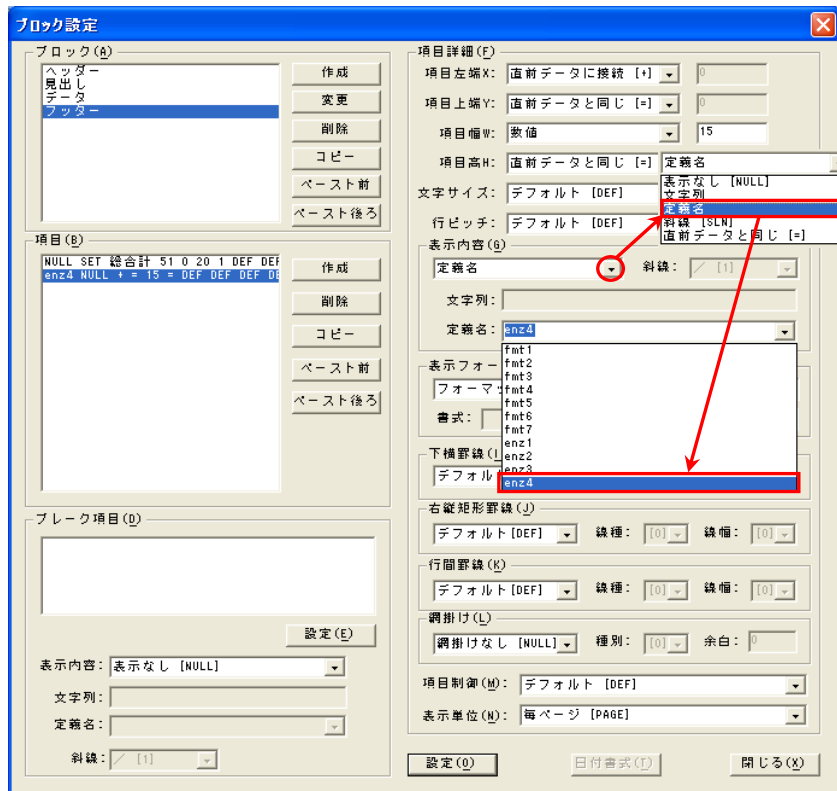 ブロック設定
ブロック(A)
ヘッダー
見出し
データ
フッター
作成
変更
削除
コピー
ペースト前
ペースト後ろ
項目(B)
NULL SET 総合計 51 0 20 1 DEF DEF
enz4 NULL + = 15 = DEF DEF DEF DE
作成
削除
コピー
ペースト前
ペースト後ろ
ブレーク項目(D)
設定(E)
表示内容: 表示なし [NULL]
文字列:
定義名:
斜線: ／ [1]
項目詳細(F)
項目左端X: 直前データに接続 [+] 0
項目上端Y: 直前データと同じ [=] 0
項目幅W: 数値 15
項目高H: 直前データと同じ [=] 定義名
表示なし [NULL]
文字列
定義名
斜線 [SLN]
直前データと同じ [=]
文字サイズ: デフォルト [DEF]
行ピッチ: デフォルト [DEF]
表示内容(G)
定義名 斜線: ／ [1]
文字列:
定義名: enz4
fmt1
fmt2
fmt3
fmt4
fmt5
fmt6
fmt7
enz1
enz2
enz3
enz4
表示フォー
フォーマッ
書式:
下横罫線(I
デフォル
右縦矩形罫線(J)
デフォルト[DEF] 線種: [0] 線幅: [0]
行間罫線(K)
デフォルト[DEF] 線種: [0] 線幅: [0]
網掛け(L)
網掛けなし [NULL] 種別: [0] 余白: 0
項目制御(M): デフォルト [DEF]
表示単位(N): 毎ページ [PAGE]
設定(O) 日付書式(T) 閉じる(X)